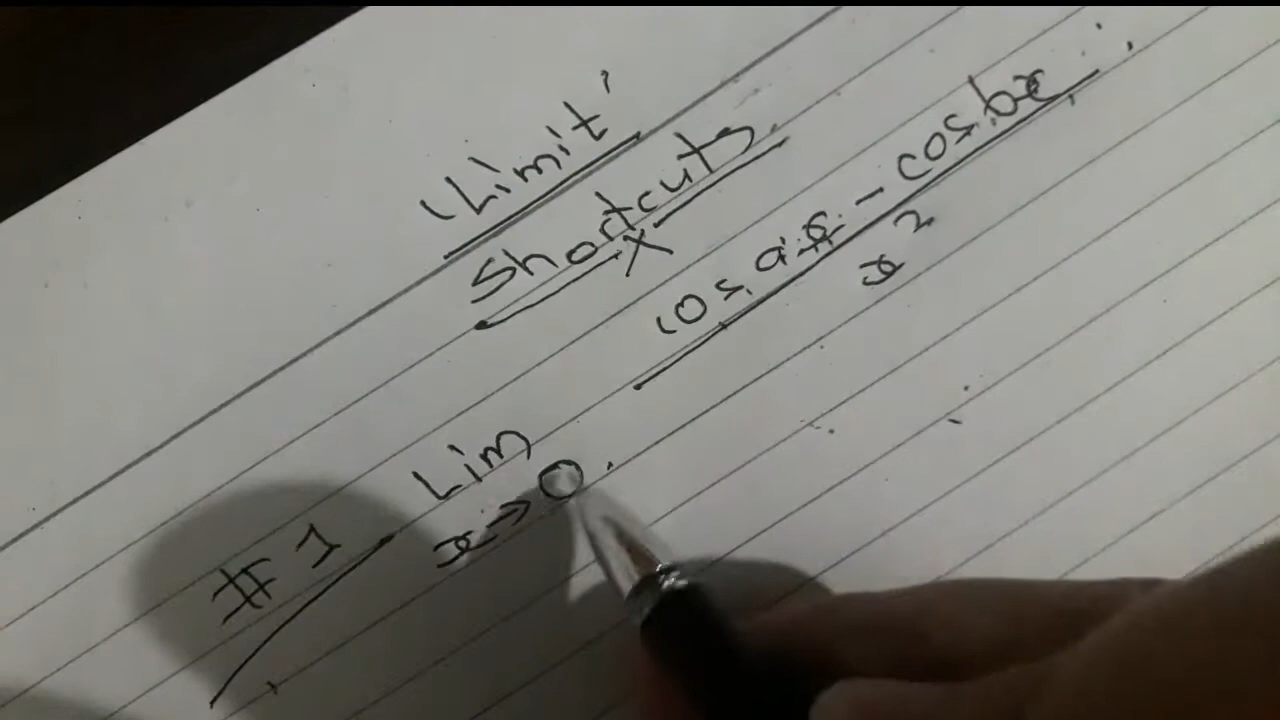 'Limit'
Shortcuts
#1 Lim x→0 cos ax - cos bx / x²